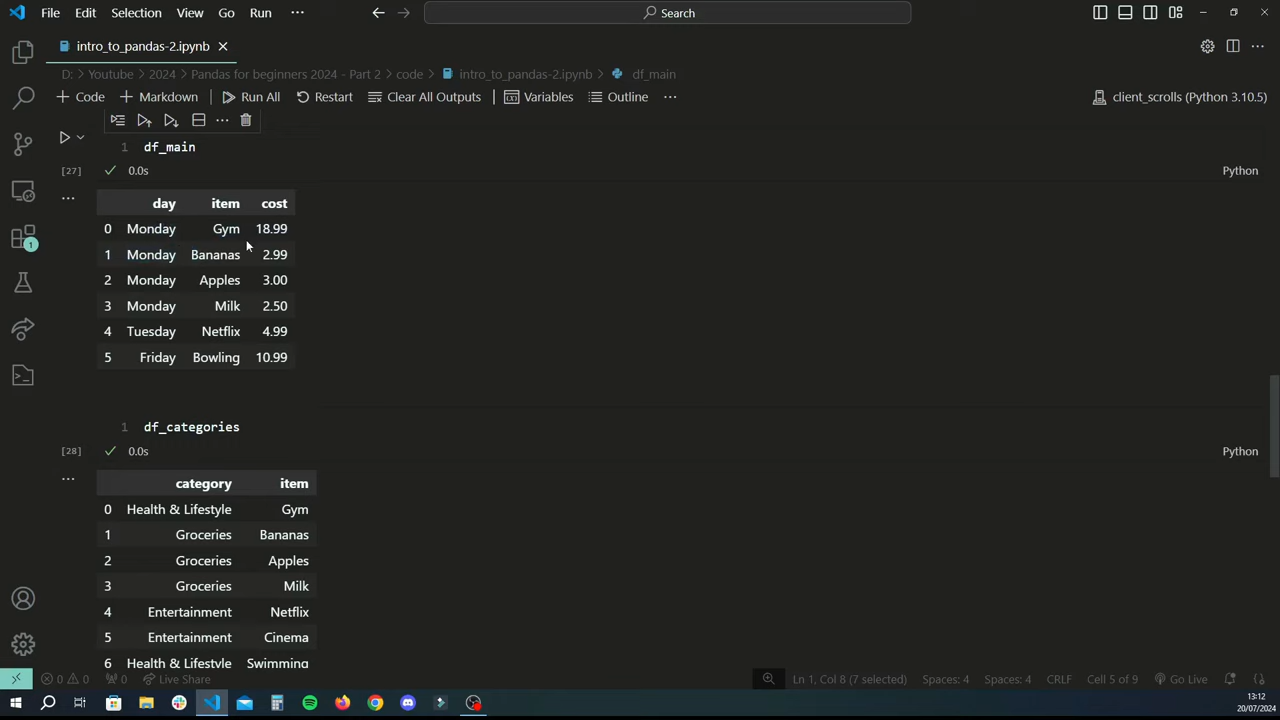 File Edit Selection View Go Run ··· Search
intro_to_pandas-2.ipynb
D: > Youtube > 2024 > Pandas for beginners 2024 - Part 2 > code > intro_to_pandas-2.ipynb > df_main
+ Code + Markdown Run All Restart Clear All Outputs Variables Outline ··· client_scrolls (Python 3.10.5)
1 df_main
[27] 0.0s Python
day item cost
0 Monday Gym 18.99
1 Monday Bananas 2.99
2 Monday Apples 3.00
3 Monday Milk 2.50
4 Tuesday Netflix 4.99
5 Friday Bowling 10.99
1 df_categories
[28] 0.0s Python
category item
0 Health & Lifestyle Gym
1 Groceries Bananas
2 Groceries Apples
3 Groceries Milk
4 Entertainment Netflix
5 Entertainment Cinema
6 Health & Lifestyle Swimming
1
0 0 0 Live Share Ln 1, Col 8 (7 selected) Spaces: 4 Spaces: 4 CRLF Cell 5 of 9 Go Live
13:12
20/07/2024